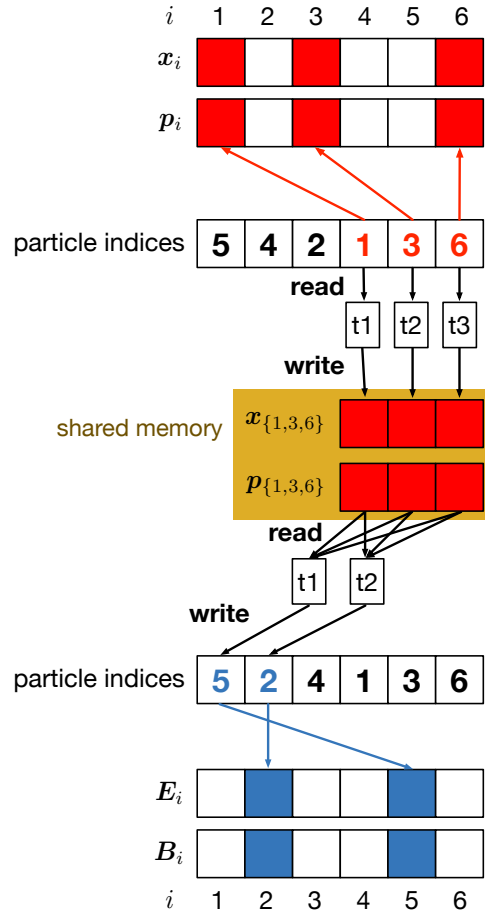 i 1 2 3 4 5 6
x_i
p_i
particle indices 5 4 2 1 3 6
read
t1 t2 t3
write
shared memory x_{1,3,6}
p_{1,3,6}
read
t1 t2
write
particle indices 5 2 4 1 3 6
E_i
B_i
i 1 2 3 4 5 6